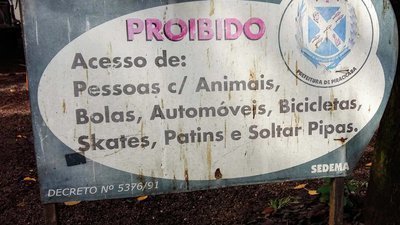 PROIBIDO
PREFEITURA DE PIRACICABA
Acesso de:
Pessoas c/ Animais,
Bolas, Automóveis, Bicicletas,
Skates, Patins e Soltar Pipas.
SEDEMA
DECRETO Nº 5376/91